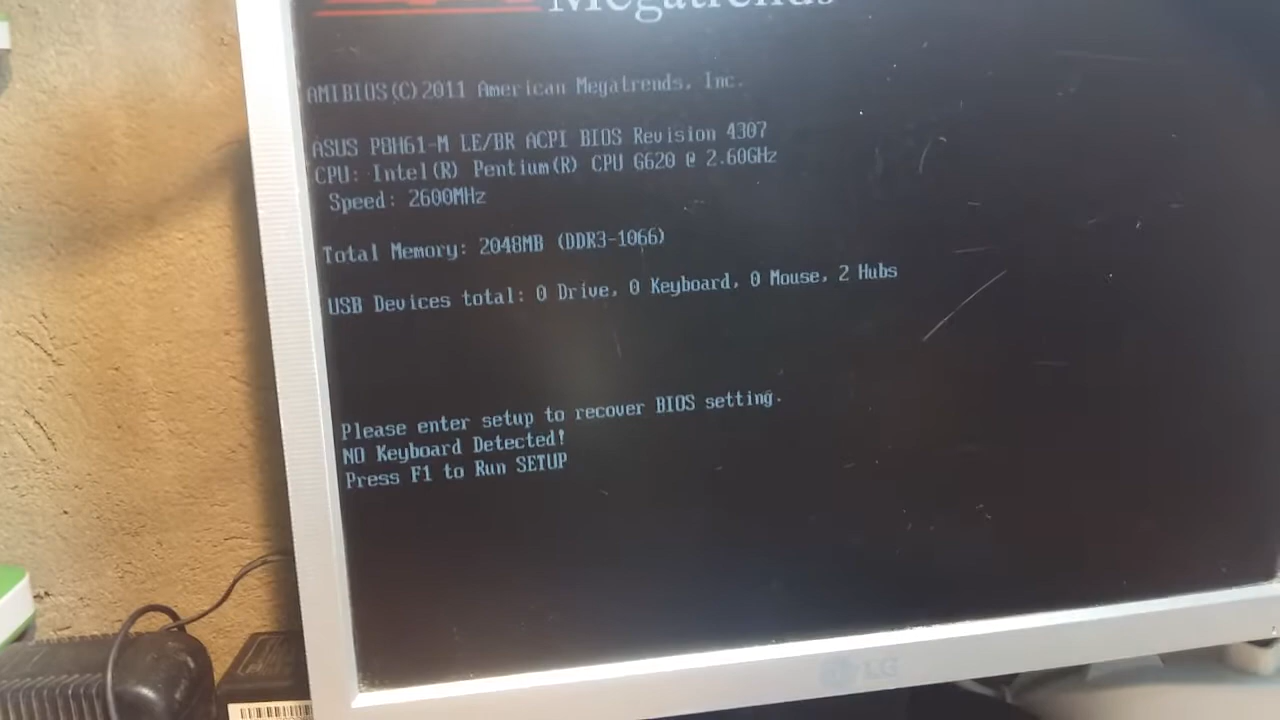 Megatrends
AMIBIOS(C)2011 American Megatrends, Inc.
ASUS P8H61-M LE/BR ACPI BIOS Revision 4307
CPU: Intel(R) Pentium(R) CPU G620 @ 2.60GHz
Speed: 2600MHz
Total Memory: 2048MB (DDR3-1066)
USB Devices total: 0 Drive, 0 Keyboard, 0 Mouse, 2 Hubs
Please enter setup to recover BIOS setting.
NO Keyboard Detected!
Press F1 to Run SETUP
LG